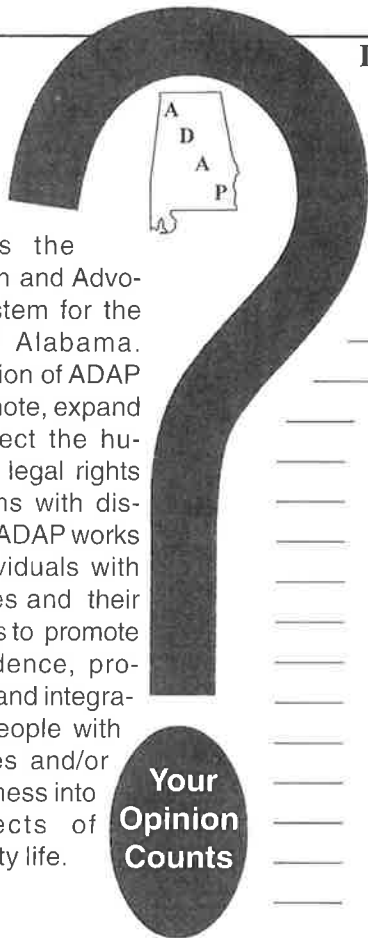 A
D
A
P
s the
n and Advo-
stem for the
Alabama.
ion of ADAP
note, expand
ect the hu-
legal rights
ns with dis-
ADAP works
viduals with
es and their
s to promote
dence, pro-
and integra-
eople with
es and/or
ness into
ects of
ty life.
Your
Opinion
Counts